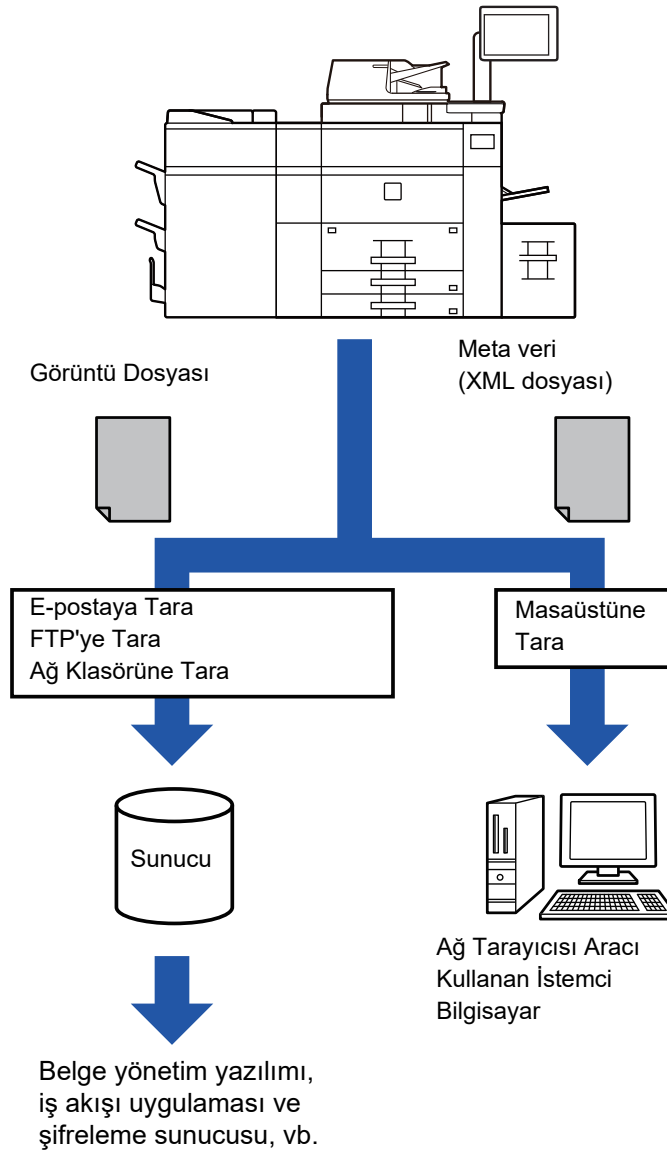 Görüntü Dosyası
Meta veri
(XML dosyası)
E-postaya Tara
FTP'ye Tara
Ağ Klasörüne Tara
Masaüstüne
Tara
Sunucu
Ağ Tarayıcısı Aracı
Kullanan İstemci
Bilgisayar
Belge yönetim yazılımı,
iş akışı uygulaması ve
şifreleme sunucusu, vb.